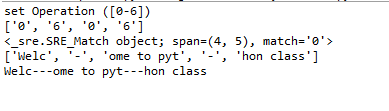 set Operation ([0-6])
['0', '6', '0', '6']
<_sre.SRE_Match object; span=(4, 5), match='0'>
['Welc', '-', 'ome to pyt', '-', 'hon class']
Welc---ome to pyt---hon class